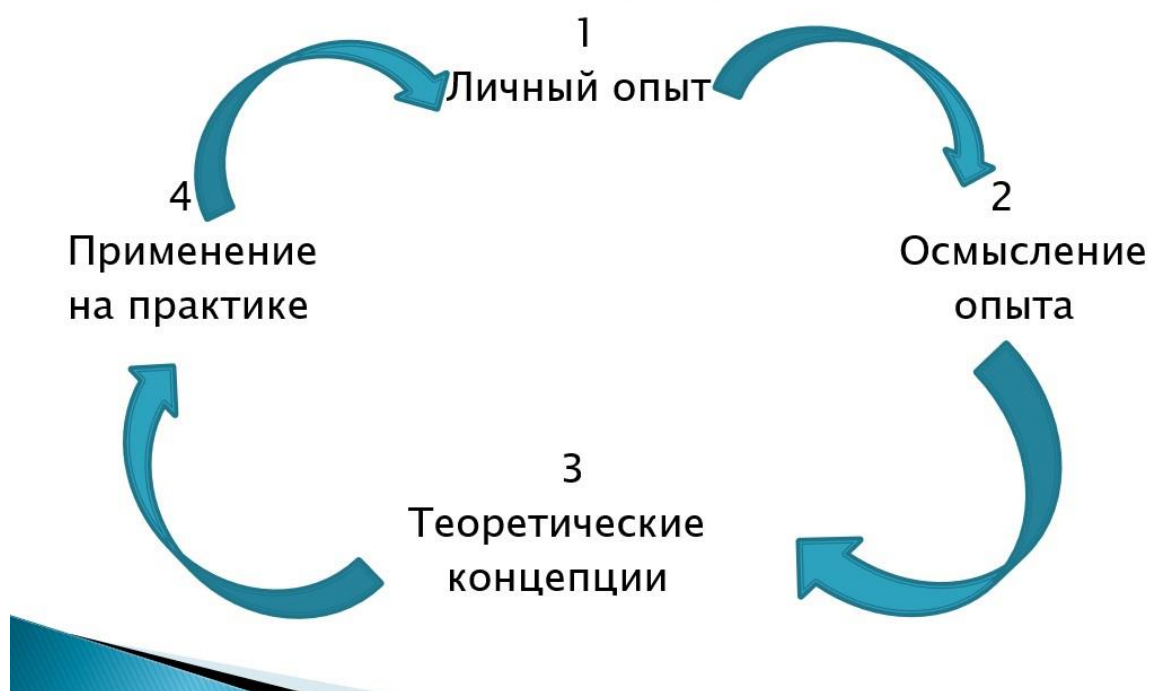 1
Личный опыт
2
Осмысление
опыта
3
Теоретические
концепции
4
Применение
на практике